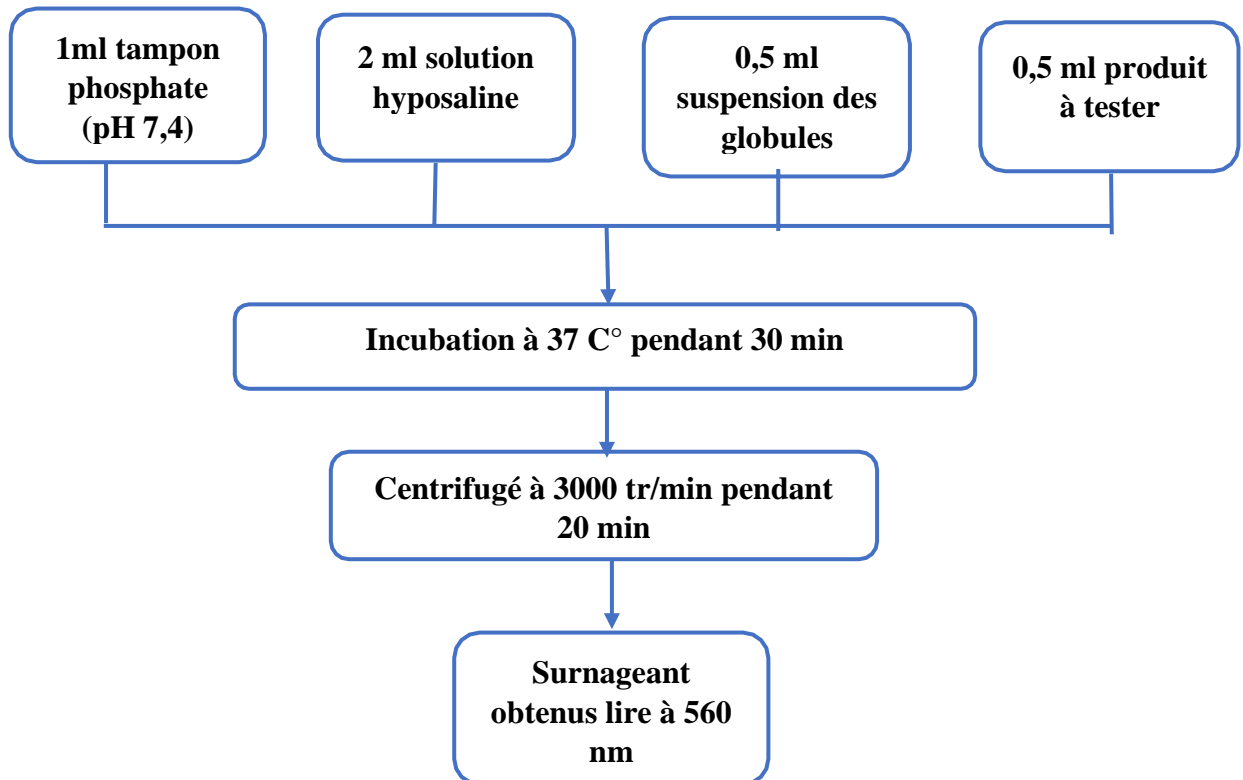 1ml tampon
phosphate
(pH 7,4)
2 ml solution
hyposaline
0,5 ml
suspension des
globules
0,5 ml produit
à tester
Incubation à 37 C° pendant 30 min
Centrifugé à 3000 tr/min pendant
20 min
Surnageant
obtenus lire à 560
nm